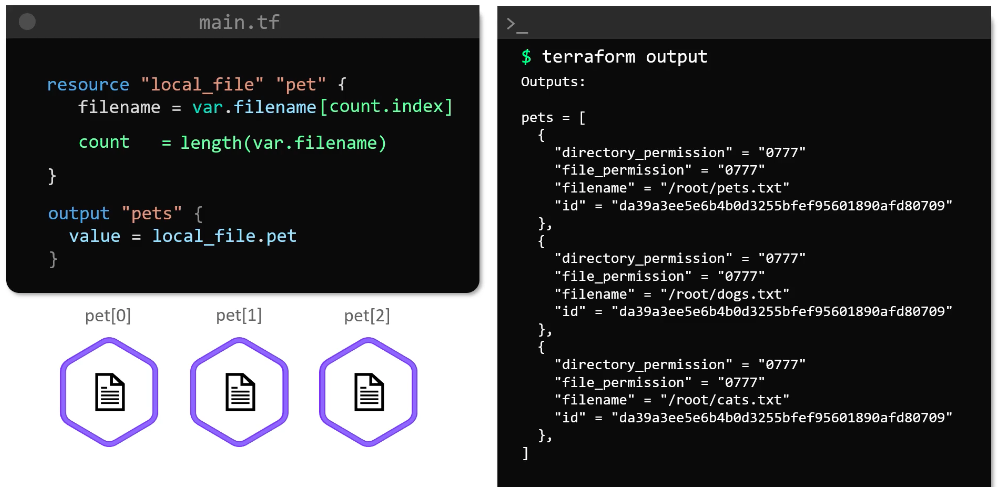 main.tf
resource "local_file" "pet" {
filename = var.filename[count.index]
count = length(var.filename)
}
output "pets" {
value = local_file.pet
}
pet[0] pet[1] pet[2]
>_
$ terraform output
Outputs:
pets = [
{
"directory_permission" = "0777"
"file_permission" = "0777"
"filename" = "/root/pets.txt"
"id" = "da39a3ee5e6b4b0d3255bfef95601890afd80709"
},
{
"directory_permission" = "0777"
"file_permission" = "0777"
"filename" = "/root/dogs.txt"
"id" = "da39a3ee5e6b4b0d3255bfef95601890afd80709"
},
{
"directory_permission" = "0777"
"file_permission" = "0777"
"filename" = "/root/cats.txt"
"id" = "da39a3ee5e6b4b0d3255bfef95601890afd80709"
},
]